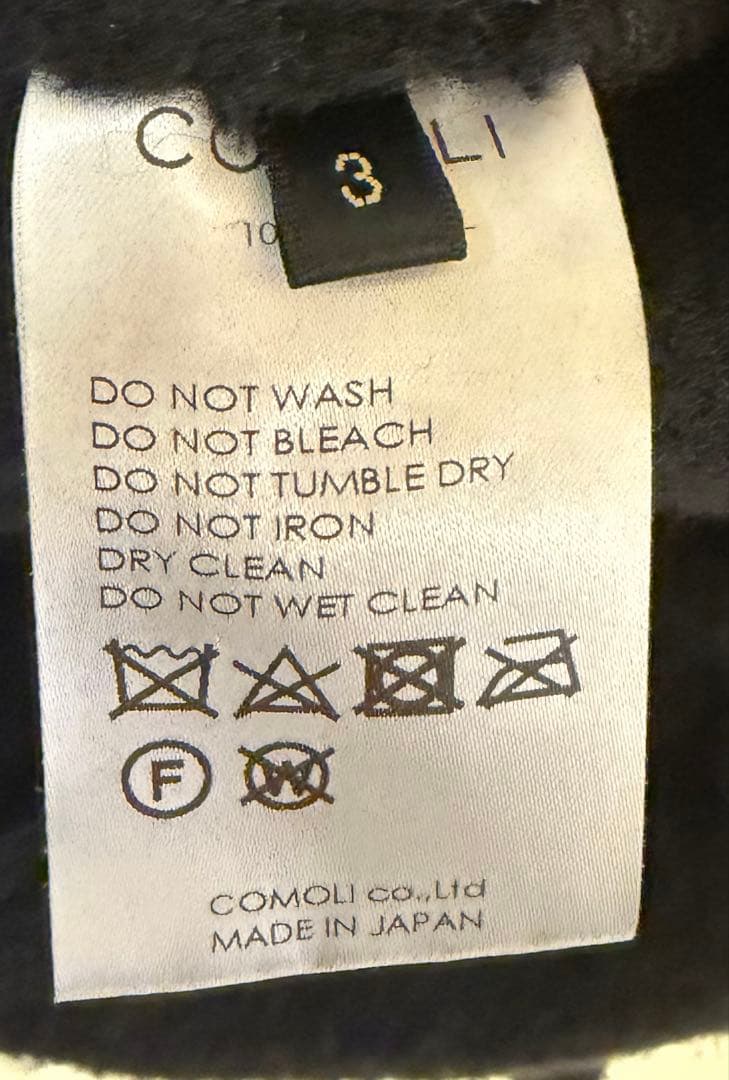 3
DO NOT WASH
DO NOT BLEACH
DO NOT TUMBLE DRY
DO NOT IRON
DRY CLEAN
DO NOT WET CLEAN
F W
COMOLI co.,Ltd
MADE IN JAPAN